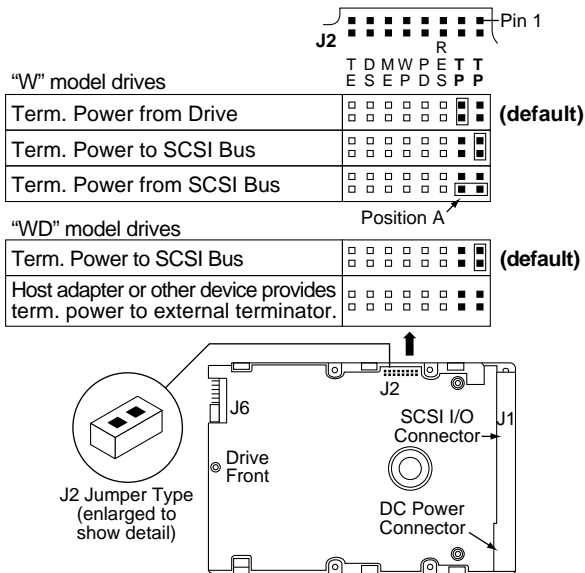 Pin 1
J2
R
T D M W P E T T
E S E P D S P P
“W” model drives
Term. Power from Drive
(default)
Term. Power to SCSI Bus
Term. Power from SCSI Bus
Position A
“WD” model drives
Term. Power to SCSI Bus
(default)
Host adapter or other device provides
term. power to external terminator.
J2
J6
J1
SCSI I/O
Connector
Drive
Front
DC Power
Connector
J2 Jumper Type
(enlarged to
show detail)